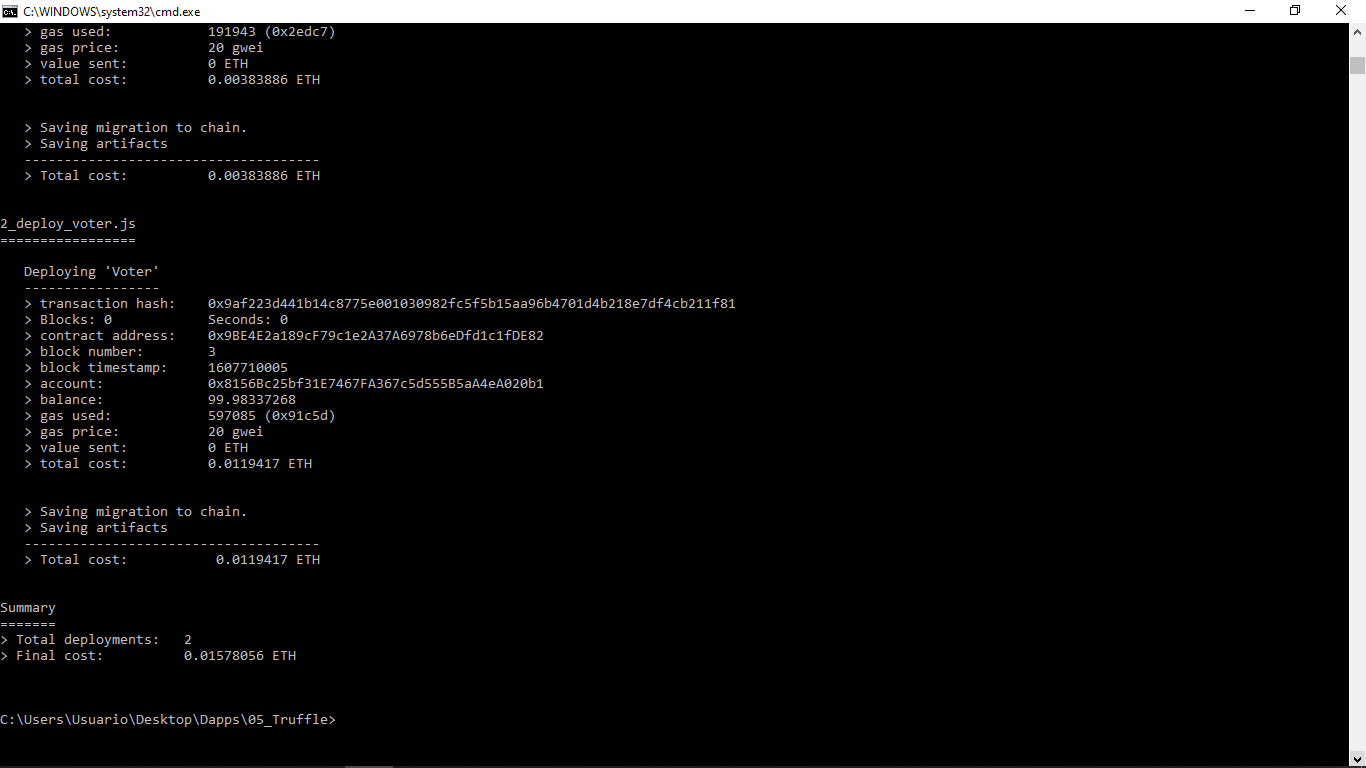 C:\WINDOWS\system32\cmd.exe
> gas used: 191943 (0x2edc7)
> gas price: 20 gwei
> value sent: 0 ETH
> total cost: 0.00383886 ETH
> Saving migration to chain.
> Saving artifacts
-------------------------------------
> Total cost: 0.00383886 ETH
2_deploy_voter.js
=================
Deploying 'Voter'
-----------------
> transaction hash: 0x9af223d441b14c8775e001030982fc5f5b15aa96b4701d4b218e7df4cb211f81
> Blocks: 0 Seconds: 0
> contract address: 0x9BE4E2a189cF79c1e2A37A6978b6eDfd1c1fDE82
> block number: 3
> block timestamp: 1607710005
> account: 0x8156Bc25bf31E7467FA367c5d555B5aA4eA020b1
> balance: 99.98337268
> gas used: 597085 (0x91c5d)
> gas price: 20 gwei
> value sent: 0 ETH
> total cost: 0.0119417 ETH
> Saving migration to chain.
> Saving artifacts
-------------------------------------
> Total cost: 0.0119417 ETH
Summary
=======
> Total deployments: 2
> Final cost: 0.01578056 ETH
C:\Users\Usuario\Desktop\Dapps\05_Truffle>